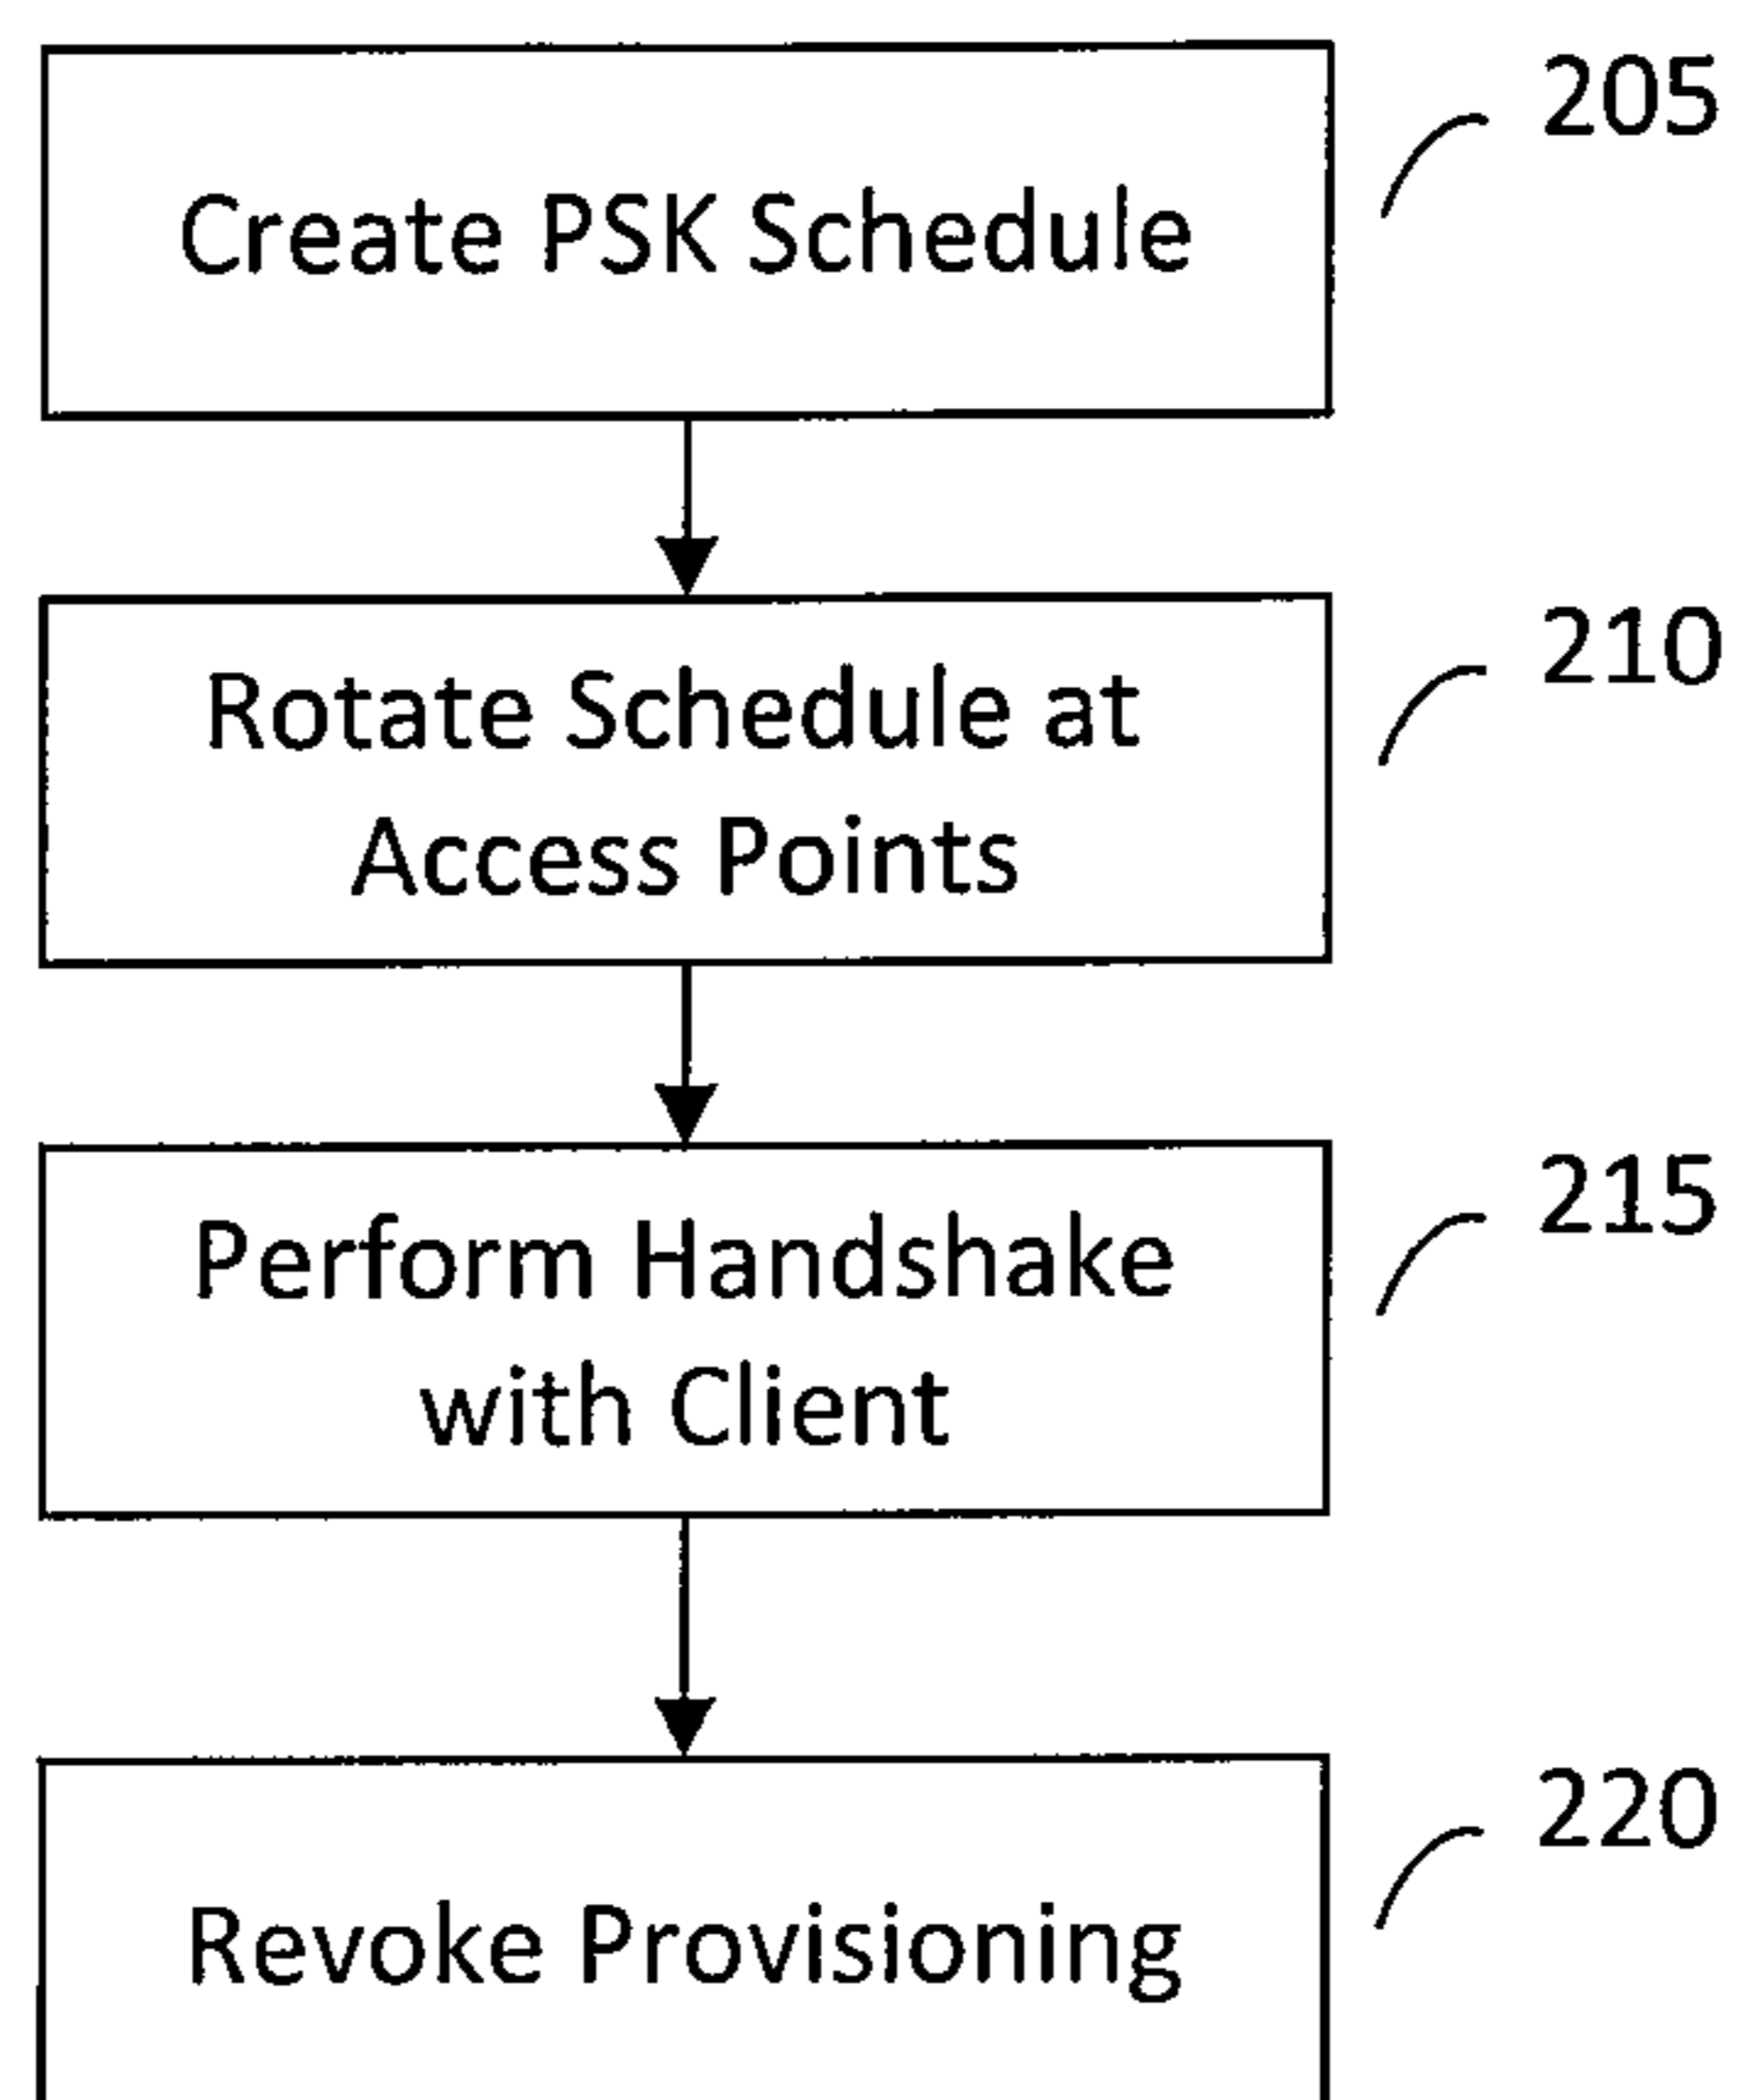 205
Create PSK Schedule
210
Rotate Schedule at
Access Points
215
Perform Handshake
with Client
220
Revoke Provisioning